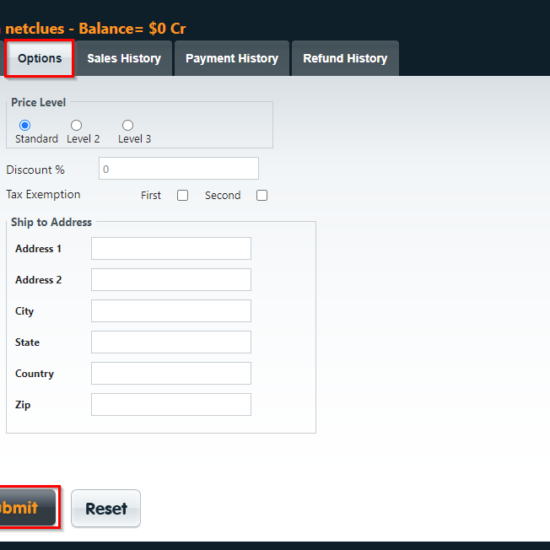 netclues - Balance= $0 Cr
Options Sales History Payment History Refund History
Price Level
Standard Level 2 Level 3
Discount % 0
Tax Exemption First Second
Ship to Address
Address 1
Address 2
City
State
Country
Zip
bmit Reset